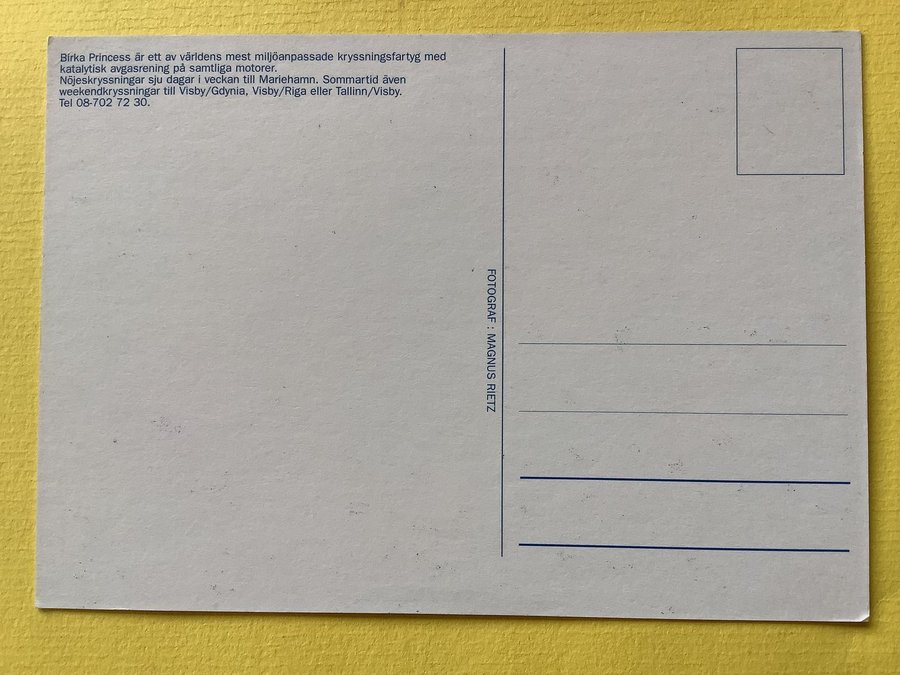 Birka Princess är ett av världens mest miljöanpassade kryssningsfartyg med
katalytisk avgasrening på samtliga motorer.
Nöjeskryssningar sju dagar i veckan till Mariehamn. Sommartid även
weekendkryssningar till Visby/Gdynia, Visby/Riga eller Tallinn/Visby.
Tel 08-702 72 30.
FOTOGRAF : MAGNUS RIETZ